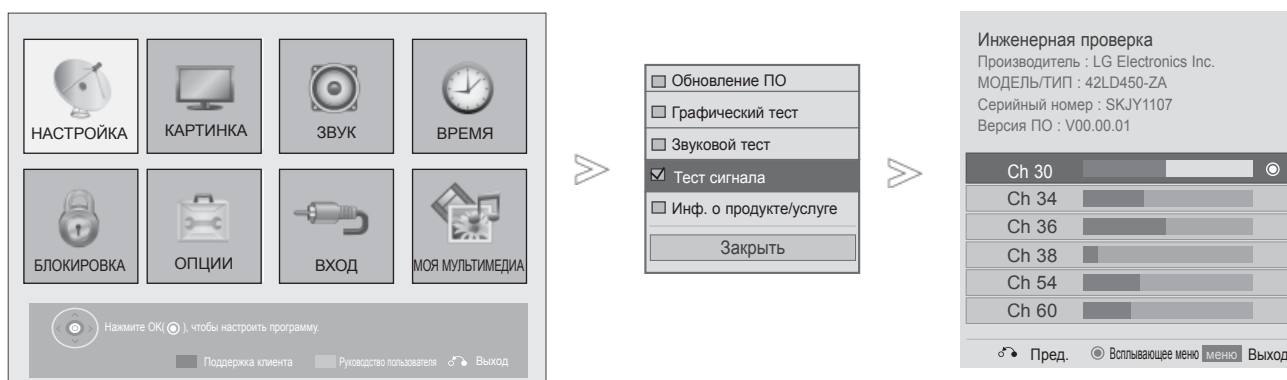 НАСТРОЙКА
КАРТИНКА
ЗВУК
ВРЕМЯ
БЛОКИРОВКА
ОПЦИИ
ВХОД
МОЯ МУЛЬТИМЕДИА
Нажмите OK( ), чтобы настроить программу.
Поддержка клиента Руководство пользователя Выход
Обновление ПО
Графический тест
Звуковой тест
Тест сигнала
Инф. о продукте/услуге
Закрыть
Инженерная проверка
Производитель : LG Electronics Inc.
МОДЕЛЬ/ТИП : 42LD450-ZA
Серийный номер : SKJY1107
Версия ПО : V00.00.01
Ch 30
Ch 34
Ch 36
Ch 38
Ch 54
Ch 60
Пред. Всплывающее меню меню Выход